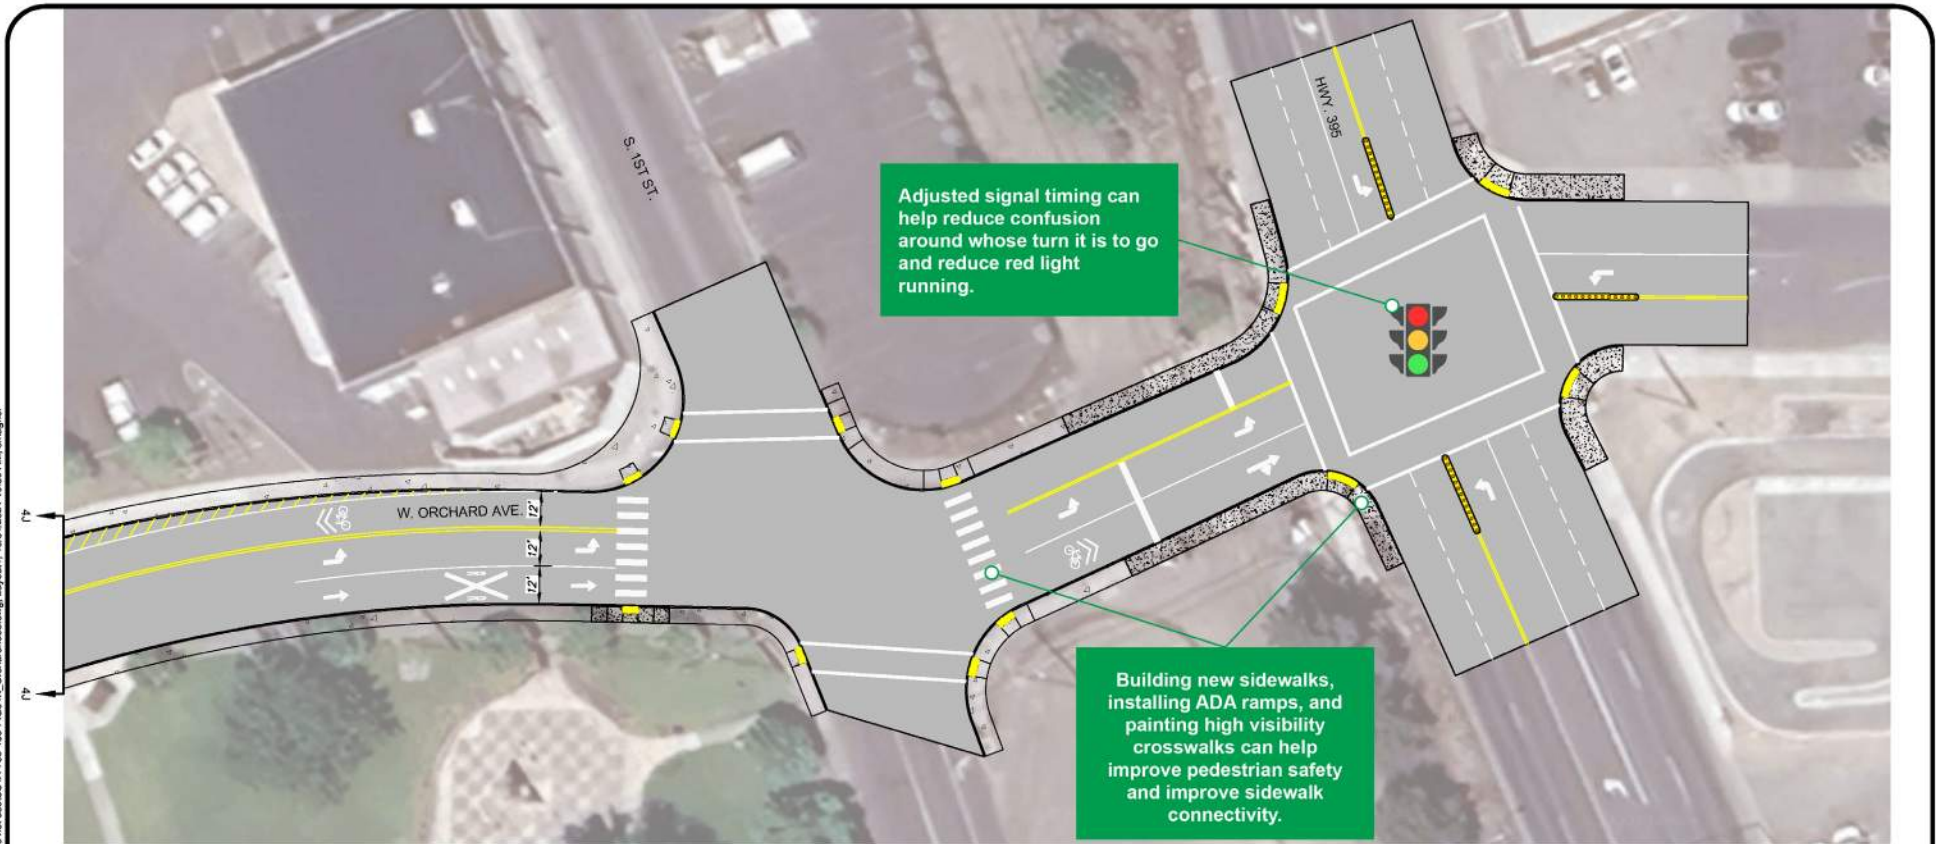 HWY. 395
S. 1ST ST.
Adjusted signal timing can
help reduce confusion
around whose turn it is to go
and reduce red light
running.
W. ORCHARD AVE.
12'
12'
12'
Building new sidewalks,
installing ADA ramps, and
painting high visibility
crosswalks can help
improve pedestrian safety
and improve sidewalk
connectivity.